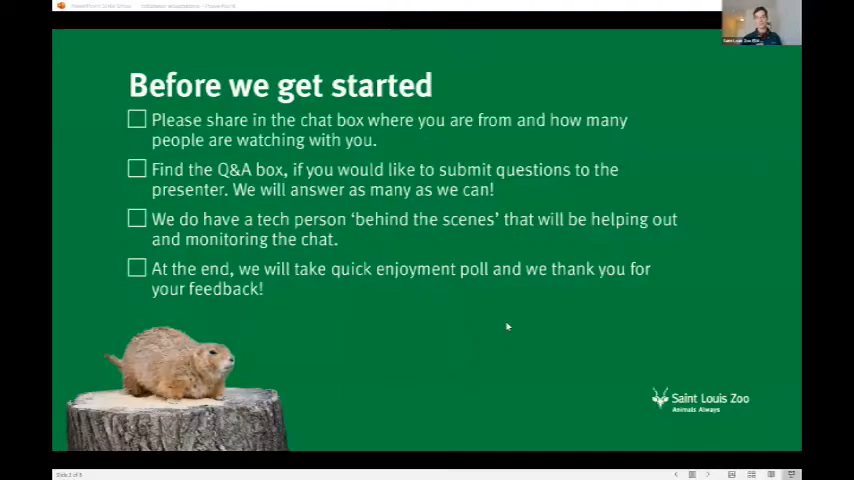 Before we get started
Please share in the chat box where you are from and how many
people are watching with you.
Find the Q&A box, if you would like to submit questions to the
presenter. We will answer as many as we can!
We do have a tech person ‘behind the scenes’ that will be helping out
and monitoring the chat.
At the end, we will take quick enjoyment poll and we thank you for
your feedback!
Saint Louis Zoo
Animals Always